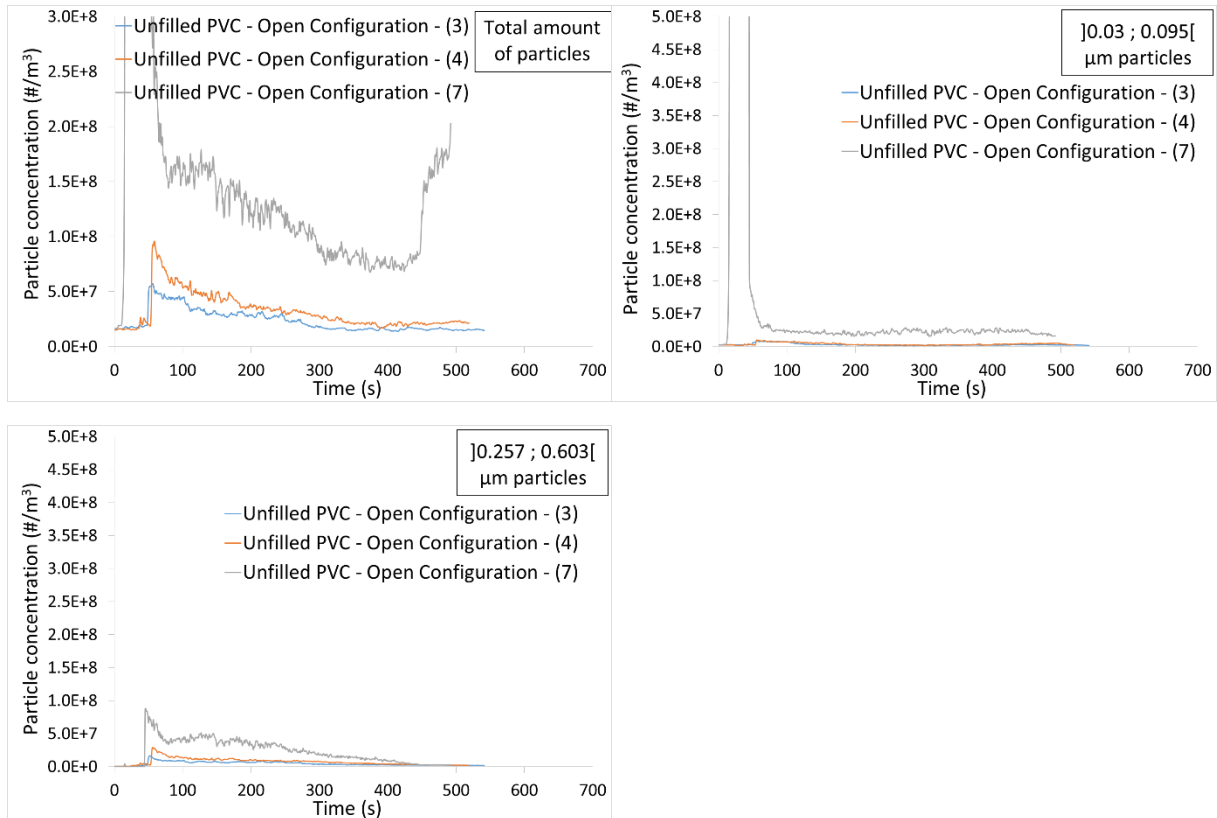 Particle concentration (#/m³)
3.0E+8
2.5E+8
2.0E+8
1.5E+8
1.0E+8
5.0E+7
0.0E+0
Unfilled PVC - Open Configuration - (3)
Unfilled PVC - Open Configuration - (4)
Unfilled PVC - Open Configuration - (7)
Total amount
of particles
0 100 200 300 400 500 600 700
Time (s)
Particle concentration (#/m³)
5.0E+8
4.5E+8
4.0E+8
3.5E+8
3.0E+8
2.5E+8
2.0E+8
1.5E+8
1.0E+8
5.0E+7
0.0E+0
]0.03 ; 0.095[
µm particles
Unfilled PVC - Open Configuration - (3)
Unfilled PVC - Open Configuration - (4)
Unfilled PVC - Open Configuration - (7)
0 100 200 300 400 500 600 700
Time (s)
Particle concentration (#/m³)
5.0E+8
4.5E+8
4.0E+8
3.5E+8
3.0E+8
2.5E+8
2.0E+8
1.5E+8
1.0E+8
5.0E+7
0.0E+0
]0.257 ; 0.603[
µm particles
Unfilled PVC - Open Configuration - (3)
Unfilled PVC - Open Configuration - (4)
Unfilled PVC - Open Configuration - (7)
0 100 200 300 400 500 600 700
Time (s)